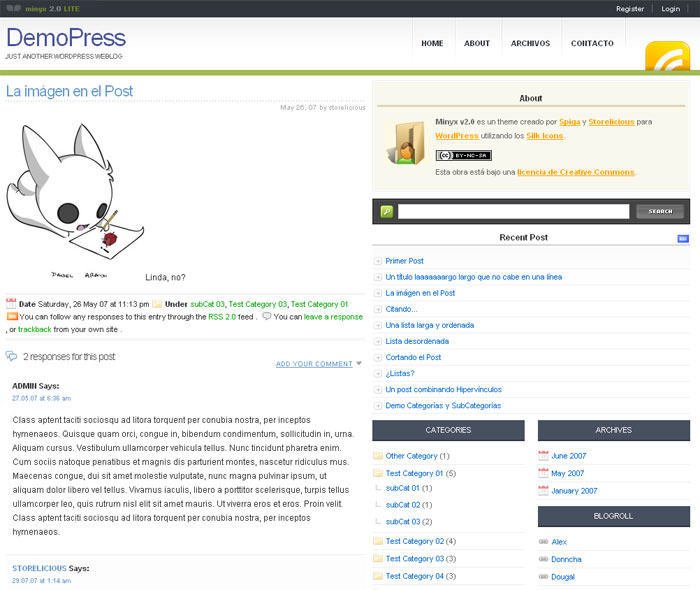 minyx 2.0 LITE
Register
Login
DemoPress
JUST ANOTHER WORDPRESS WEBLOG
HOME
ABOUT
ARCHIVOS
CONTACTO
La imágen en el Post
May 26, 07 by storelicious
Linda, no?
Date Saturday, 26 May 07 at 11:13 pm Under subCat 03, Test Category 03, Test Category 01
You can follow any responses to this entry through the RSS 2.0 feed . You can leave a response
, or trackback from your own site .
2 responses for this post
ADD YOUR COMMENT
ADMIN Says:
27.05.07 at 6:36 am
Class aptent taciti sociosqu ad litora torquent per conubia nostra, per inceptos
hymenaeos. Quisque quam orci, congue in, bibendum condimentum, sollicitudin in, urna.
Aliquam cursus. Vestibulum ullamcorper vehicula tellus. Nunc tincidunt pharetra enim.
Cum sociis natoque penatibus et magnis dis parturient montes, nascetur ridiculus mus.
Maecenas congue, dui sit amet molestie vulputate, nunc magna pulvinar ipsum, ut
aliquam dolor libero vel tellus. Vivamus iaculis, libero a porttitor scelerisque, turpis tellus
ullamcorper leo, quis rutrum nisl elit sit amet mauris. Ut viverra eros et eros. Proin velit.
Class aptent taciti sociosqu ad litora torquent per conubia nostra, per inceptos
hymenaeos.
STORELICIOUS Says:
29.07.07 at 1:14 am
About
Minyx v2.0 es un theme creado por Spiga y Storelicious para
WordPress utilizando los Silk Icons.
cc BY-NC-SA
Esta obra está bajo una licencia de Creative Commons.
SEARCH
Recent Post
Primer Post
Un título laaaaaargo largo que no cabe en una línea
La imágen en el Post
Citando...
Una lista larga y ordenada
Lista desordenada
Cortando el Post
¿Listas?
Un post combinando Hipervínculos
Demo Categorías y SubCategorías
CATEGORIES
Other Category (1)
Test Category 01 (5)
subCat 01 (1)
subCat 02 (1)
subCat 03 (2)
Test Category 02 (4)
Test Category 03 (3)
Test Category 04 (3)
ARCHIVES
June 2007
May 2007
January 2007
BLOGROLL
Alex
Donncha
Dougal